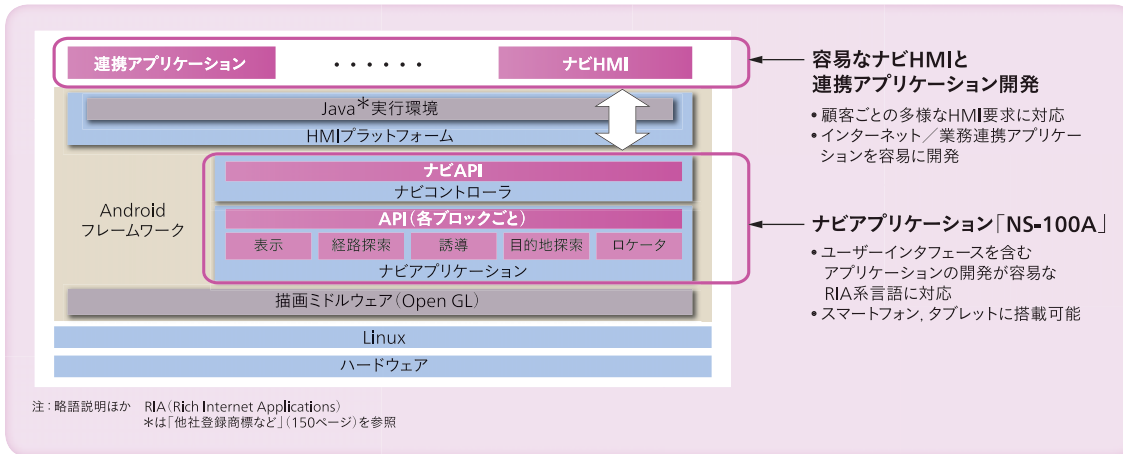 連携アプリケーション
・・・・・・
ナビHMI
Java*実行環境
HMIプラットフォーム
ナビAPI
ナビコントローラ
Android
フレームワーク
API(各ブロックごと)
表示
経路探索
誘導
目的地探索
ロケータ
ナビアプリケーション
描画ミドルウェア(Open GL)
Linux
ハードウェア
容易なナビHMIと
連携アプリケーション開発
•顧客ごとの多様なHMI要求に対応
•インターネット/業務連携アプリケー
ションを容易に開発
ナビアプリケーション「NS-100A」
•ユーザーインタフェースを含む
アプリケーションの開発が容易な
RIA系言語に対応
•スマートフォン,タブレットに搭載可能
注:略語説明ほか RIA(Rich Internet Applications)
*は「他社登録商標など」(150ページ)を参照